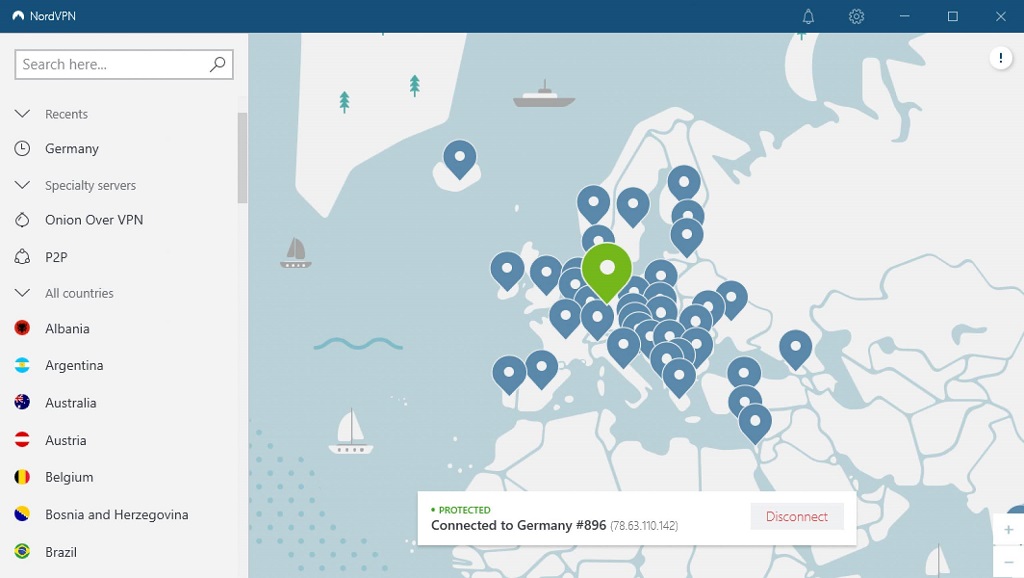 NordVPN
Search here...
Recents
Germany
Specialty servers
Onion Over VPN
P2P
All countries
Albania
Argentina
Australia
Austria
Belgium
Bosnia and Herzegovina
Brazil
!
• PROTECTED
Connected to Germany #896 (78.63.110.142)
Disconnect
+
−